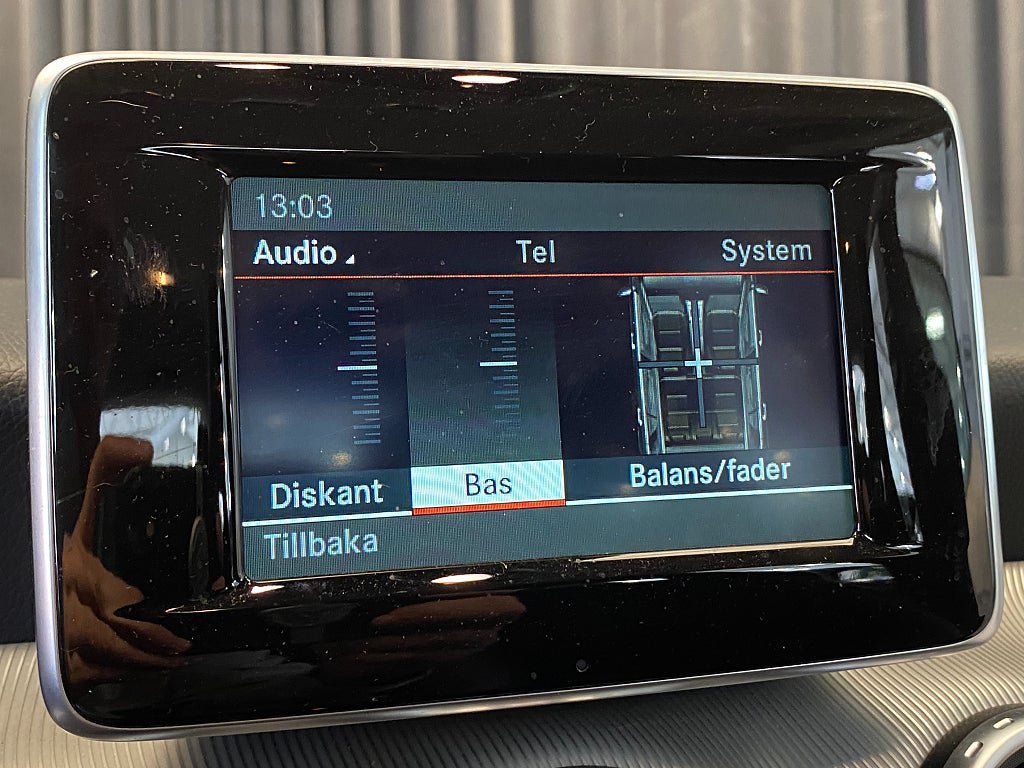 13:03
Audio Tel System
Diskant Bas Balans/fader
Tillbaka